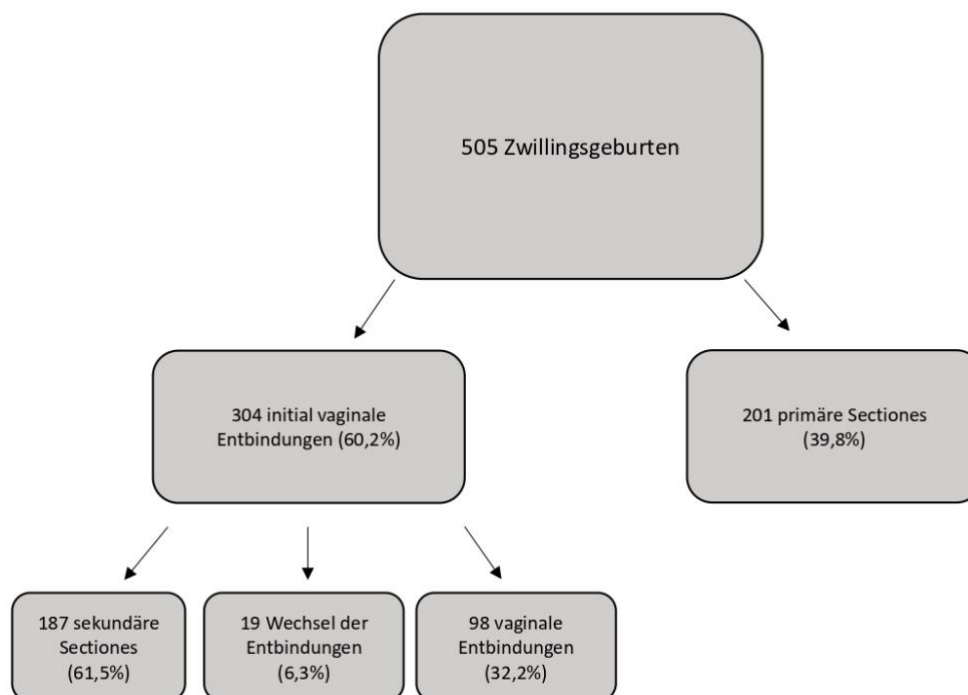 505 Zwillingsgeburten
304 initial vaginale
Entbindungen (60,2%)
201 primäre Sectiones
(39,8%)
187 sekundäre
Sectiones
(61,5%)
19 Wechsel der
Entbindungen
(6,3%)
98 vaginale
Entbindungen
(32,2%)